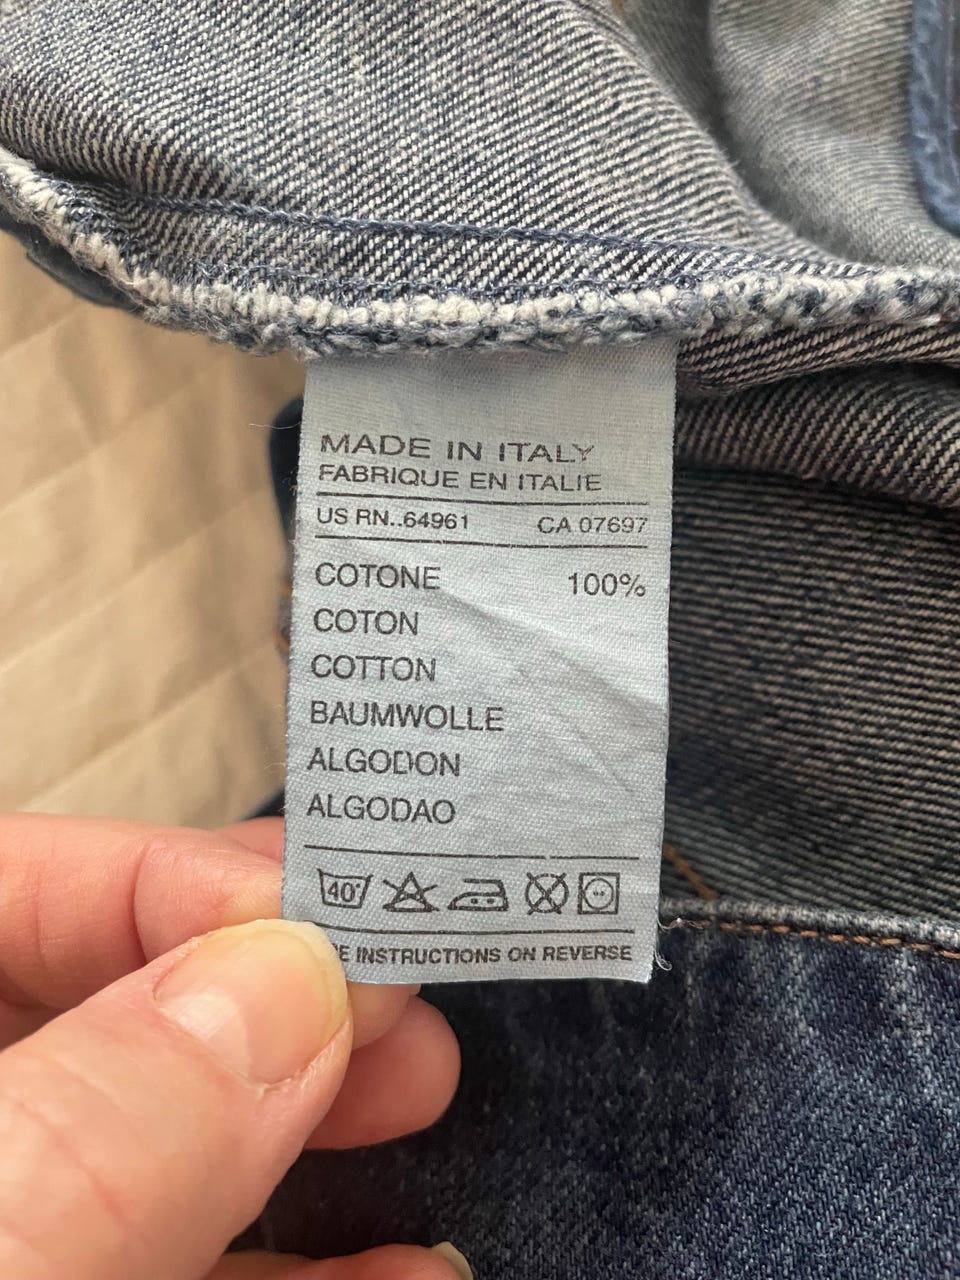 MADE IN ITALY
FABRIQUE EN ITALIE
US RN..64961 CA 07697
COTONE 100%
COTON
COTTON
BAUMWOLLE
ALGODON
ALGODAO
40°
INSTRUCTIONS ON REVERSE